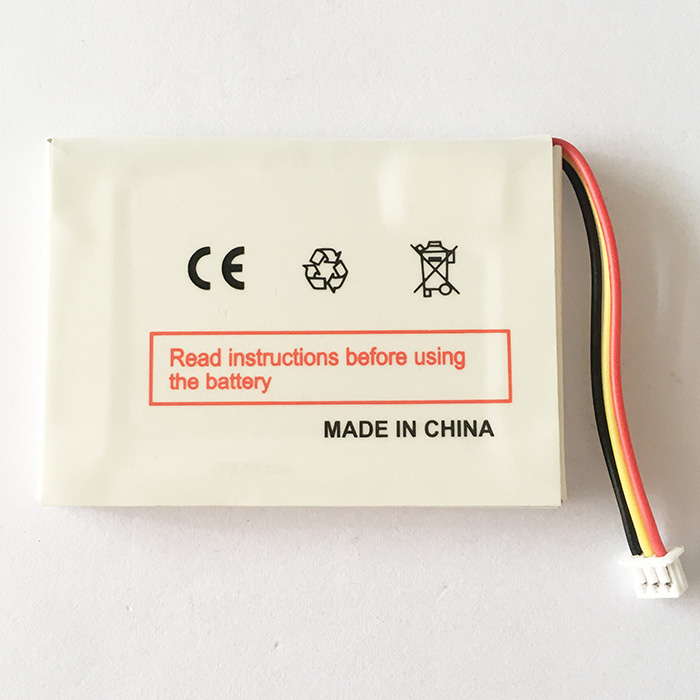 CE
Read instructions before using
the battery
MADE IN CHINA